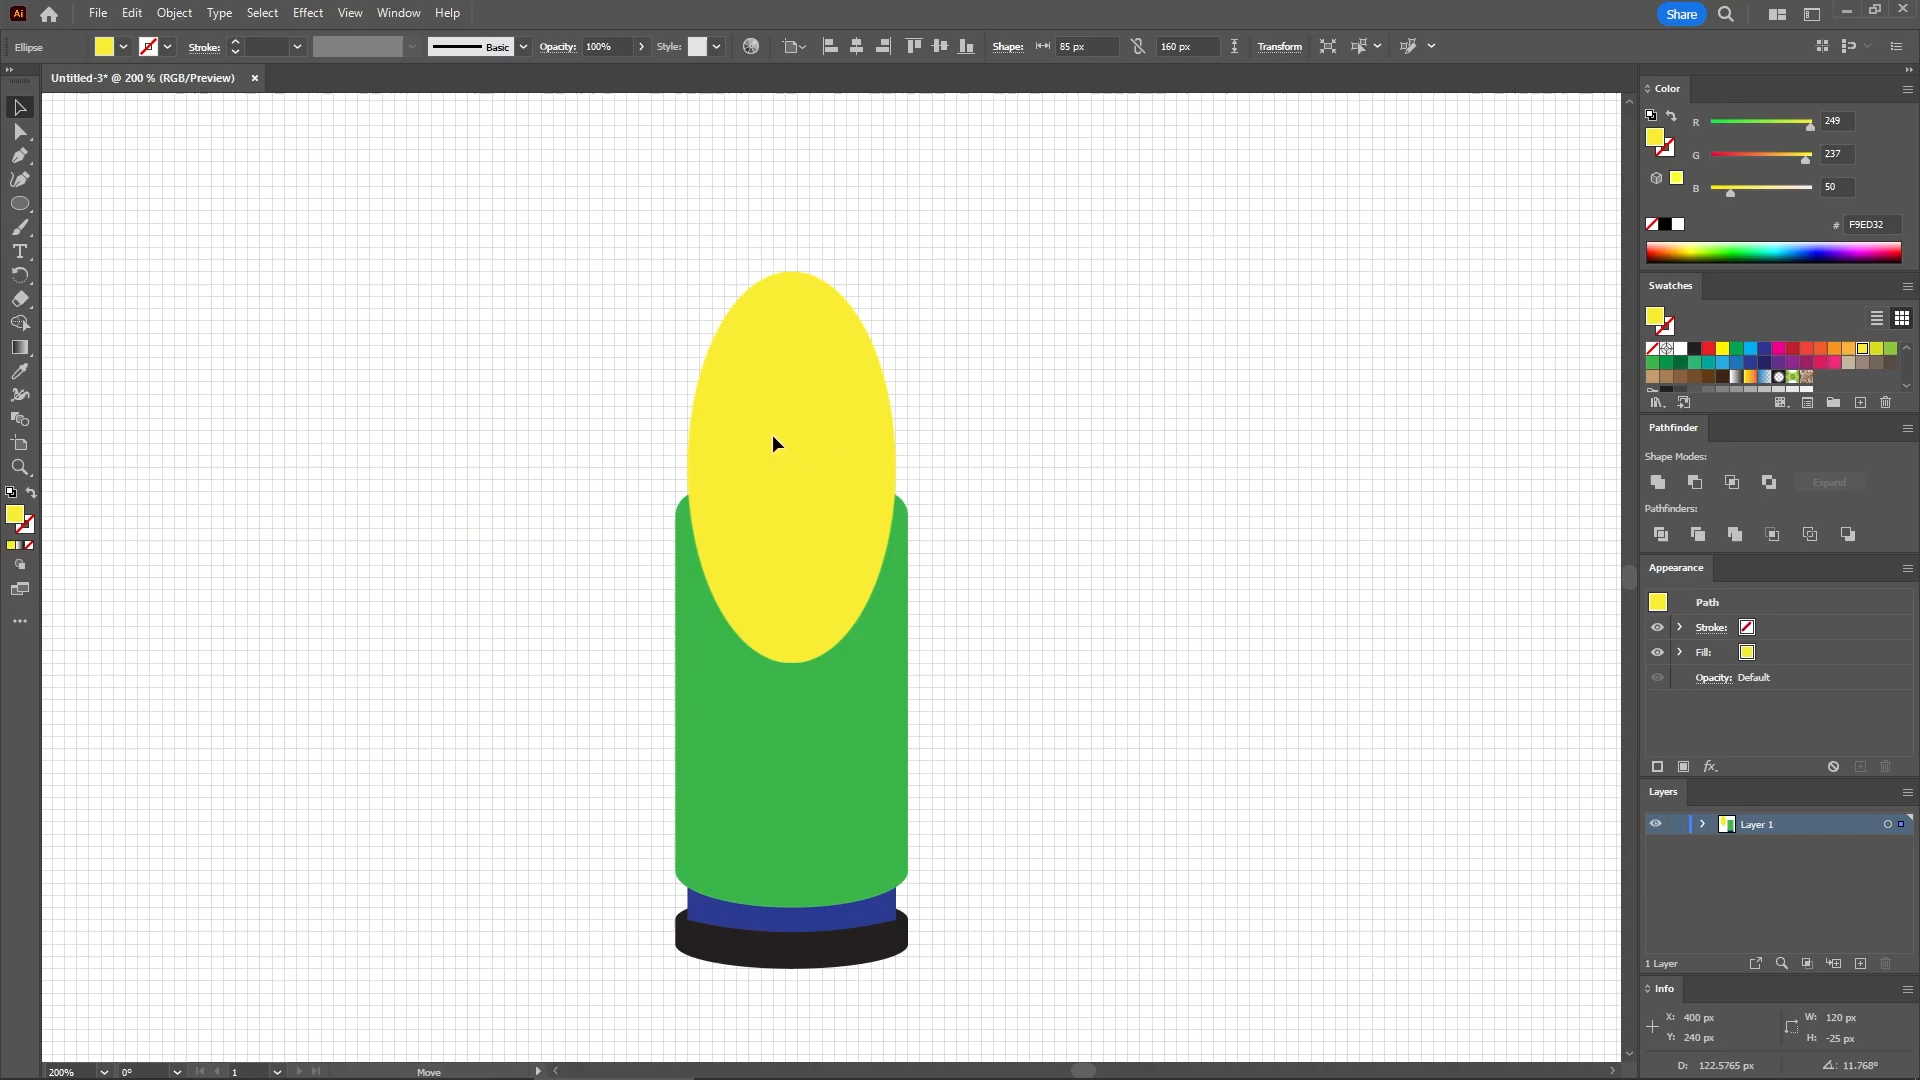 Ai File Edit Object Type Select Effect View Window Help Share
Ellipse Stroke: Basic Opacity: 100% Style: Shape: 85 px 160 px Transform
Untitled-3* @ 200 % (RGB/Preview) ×
Color
R 249
G 237
B 50
# F9ED32
Swatches
Pathfinder
Shape Modes:
Expand
Pathfinders:
Appearance
Path
Stroke:
Fill:
Opacity: Default
fx.
Layers
Layer 1
1 Layer
Info
X: 400 px W: 120 px
Y: 240 px H: -25 px
D: 122.5765 px 11.768°
200% 0° 1 Move